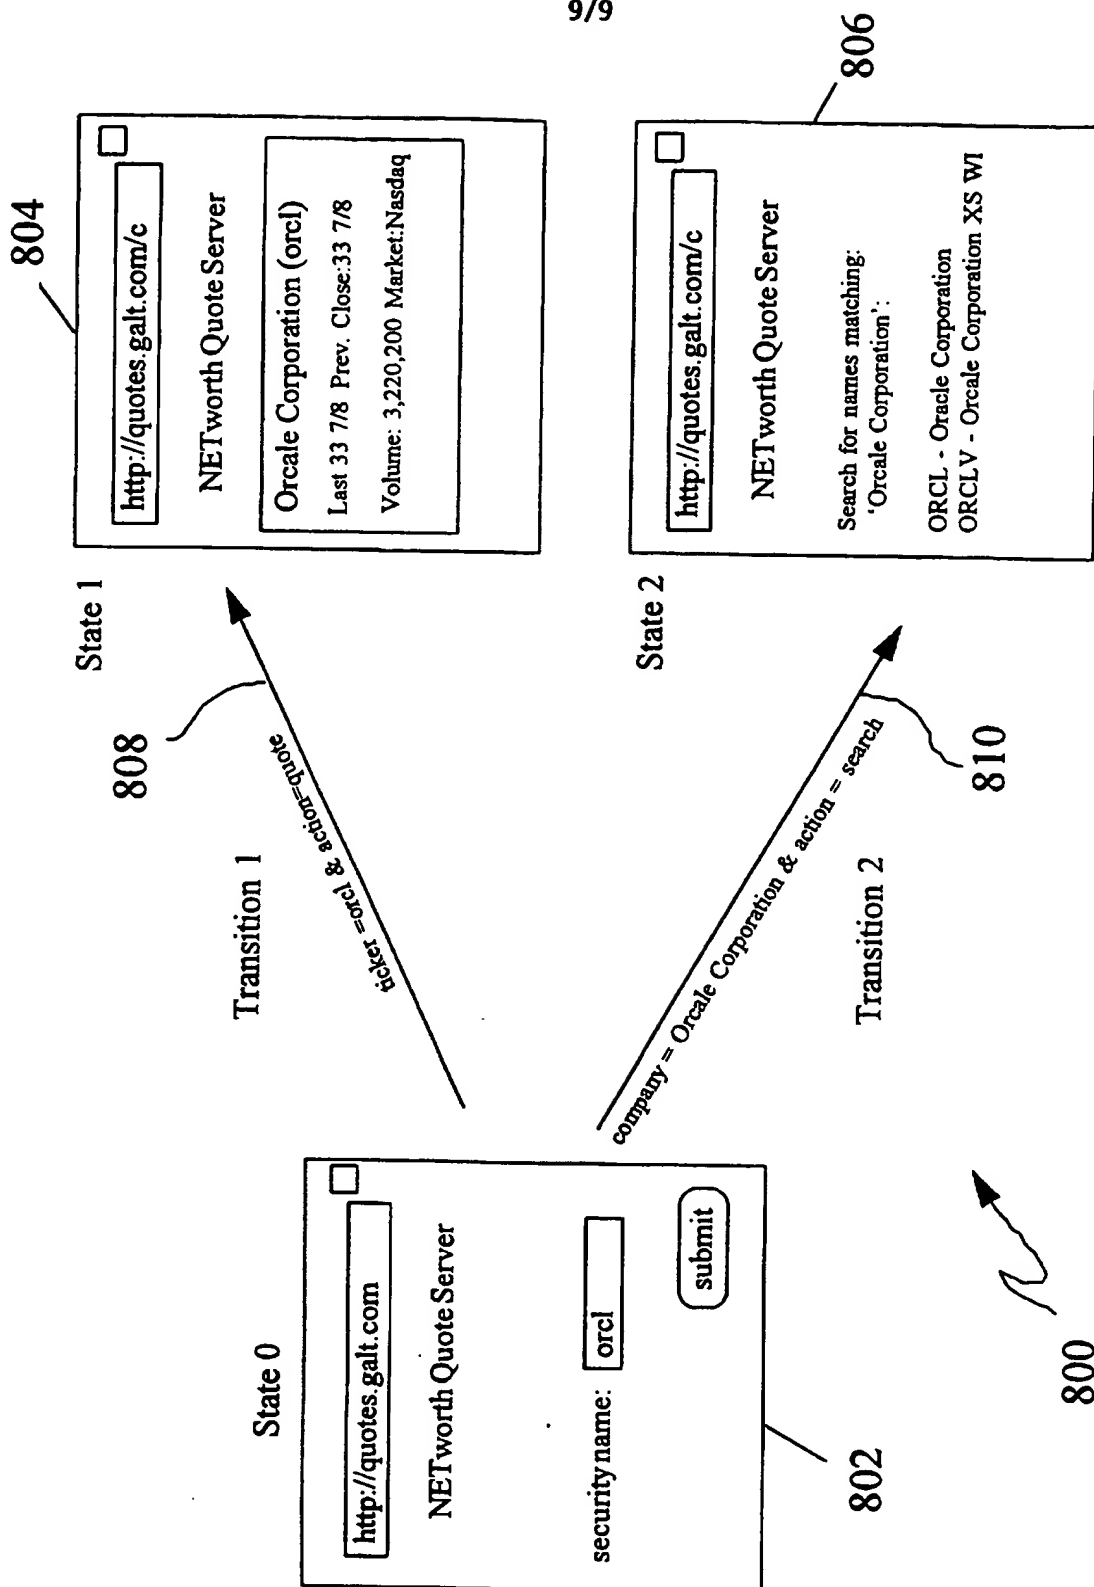 9/9
State 0
http://quotes.galt.com
NETworth Quote Server
security name: orcl
submit
802
800
Transition 1
ticker =orcl & action=quote
808
company = Orcale Corporation & action = search
810
Transition 2
State 1
804
http://quotes.galt.com/c
NETworth Quote Server
Orcale Corporation (orcl)
Last 33 7/8 Prev. Close:33 7/8
Volume: 3,220,200 Market:Nasdaq
State 2
806
http://quotes.galt.com/c
NETworth Quote Server
Search for names matching:
'Orcale Corporation':
ORCL - Oracle Corporation
ORCLV - Orcale Corporation XS WI